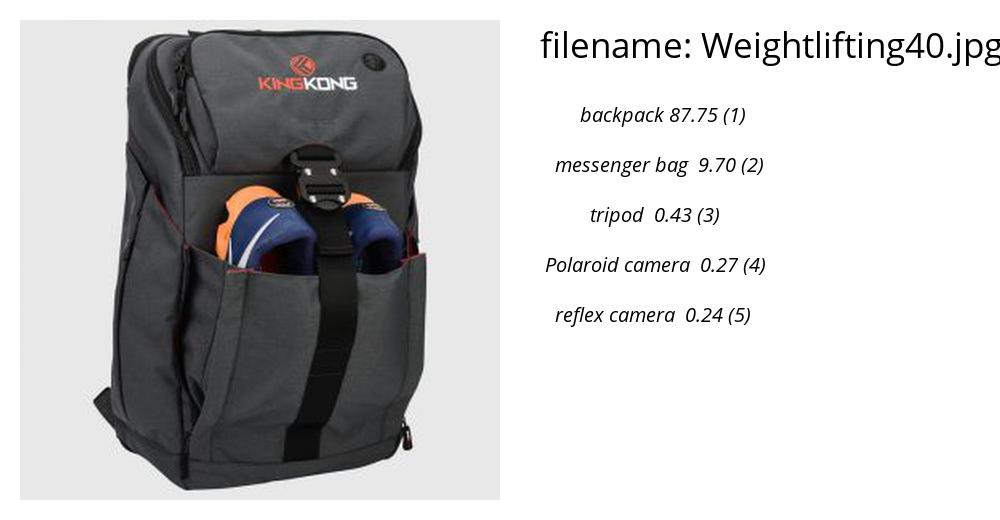 KINGKONG
filename: Weightlifting40.jpg
backpack 87.75 (1)
messenger bag 9.70 (2)
tripod 0.43 (3)
Polaroid camera 0.27 (4)
reflex camera 0.24 (5)